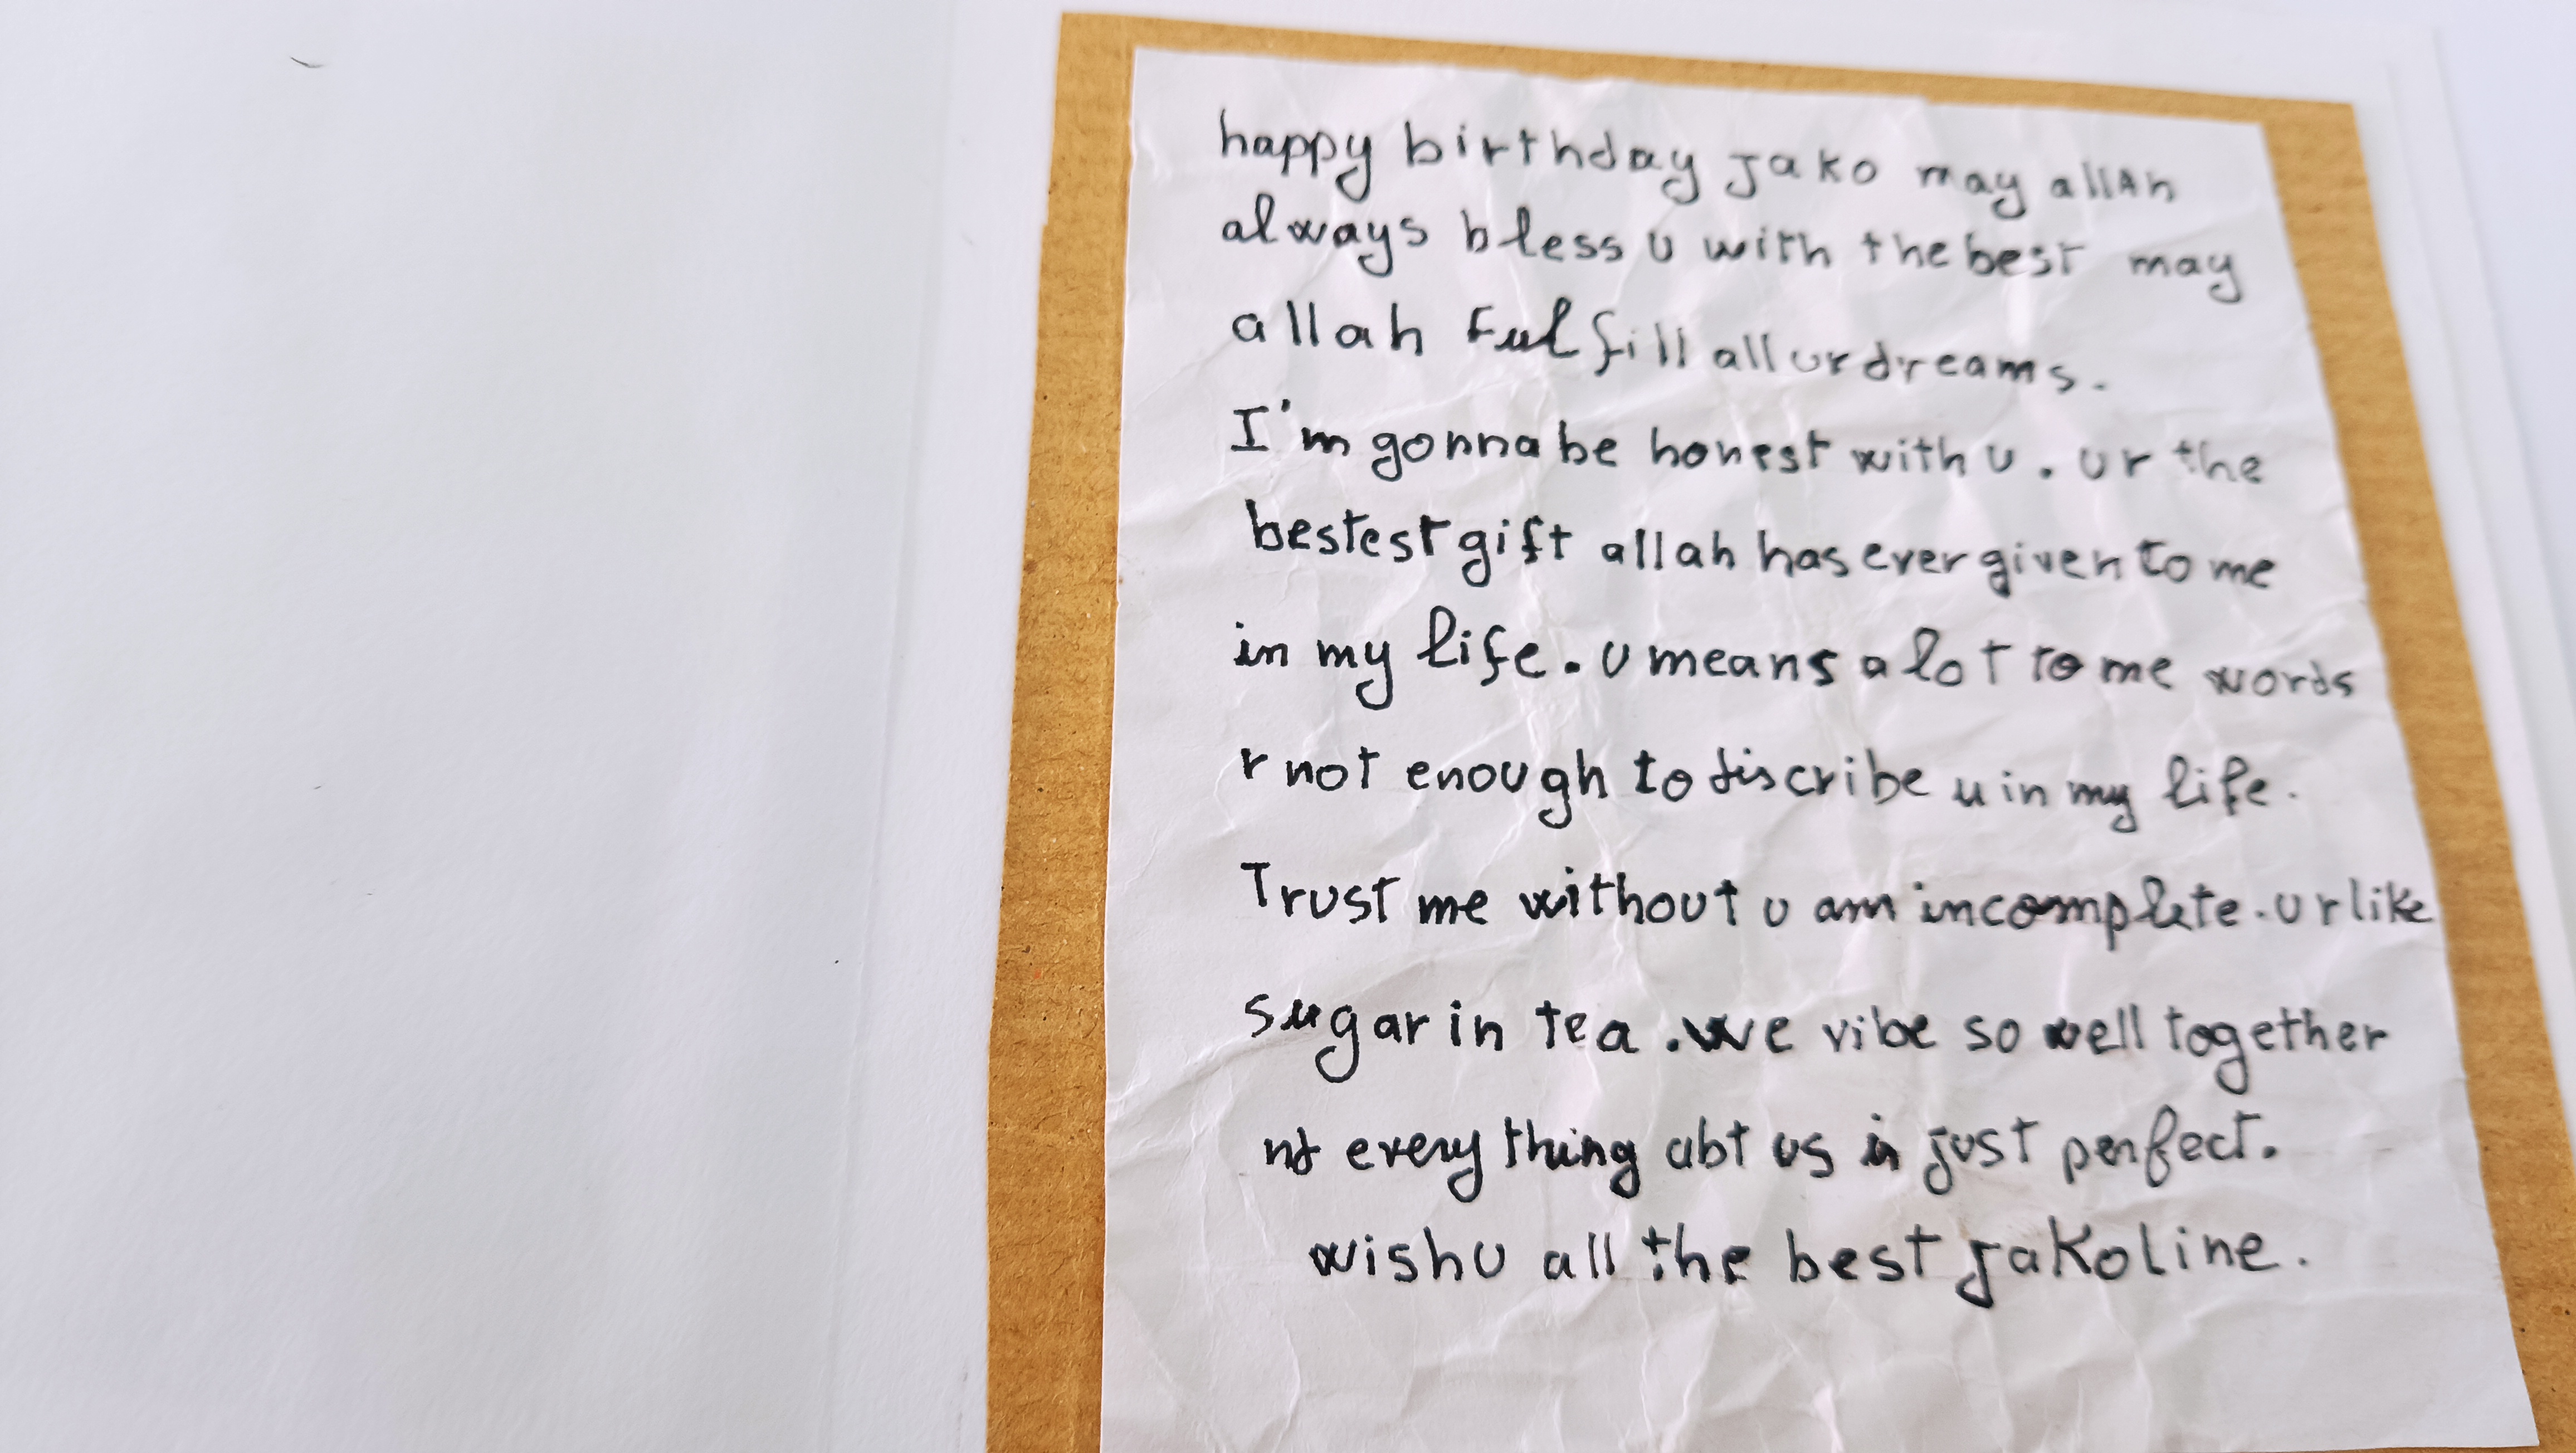 happy birthday Jako may allAh
always bless u with the best may
allah Fulfill all ur dreams.
I'm gonna be honest with u. ur the
bestest gift allah has ever given to me
in my life. u means a lot to me words
r not enough to discribe u in my life.
Trust me without u am incomplete. ur like
sugar in tea. we vibe so well together
every thing abt us is just perfect.
wish u all the best JaKoline.